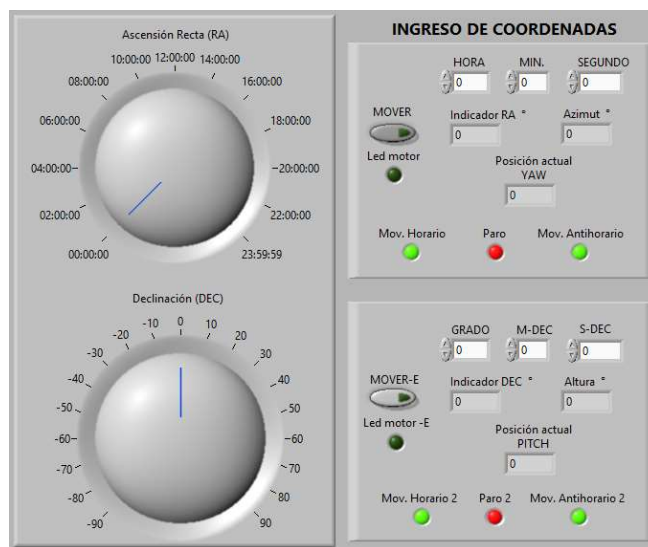 Ascensión Recta (RA)
10:00:00 12:00:00 14:00:00
08:00:00 16:00:00
06:00:00 18:00:00
04:00:00 20:00:00
02:00:00 22:00:00
00:00:00 23:59:59
Declinación (DEC)
-10 0 10
-20 20
-30 30
-40 40
-50 50
-60 60
-70 70
-80 80
-90 90
INGRESO DE COORDENADAS
HORA MIN. SEGUNDO
0 0 0
MOVER Indicador RA ° Azimut °
0 0
Led motor Posición actual
YAW
0
Mov. Horario Paro Mov. Antihorario
GRADO M-DEC S-DEC
0 0 0
MOVER-E Indicador DEC ° Altura °
0 0
Led motor -E Posición actual
PITCH
0
Mov. Horario 2 Paro 2 Mov. Antihorario 2